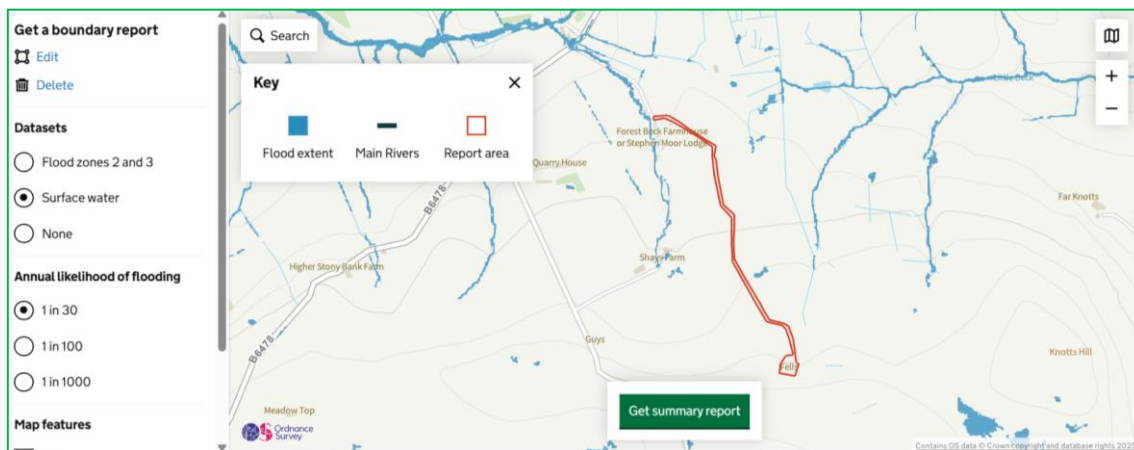 Get a boundary report
Edit
Delete
Datasets
Flood zones 2 and 3
Surface water
None
Annual likelihood of flooding
1 in 30
1 in 100
1 in 1000
Map features
Search
Key
Flood extent
Main Rivers
Report area
Little Beck
Forest Beck Farmhouse
or Stephen Moor Lodge
Quarry House
B6478
Far Knotts
Higher Stony Bank Farm
Shays Farm
Guys
B6478
Fells
Knotts Hill
Meadow Top
Get summary report
Ordnance
Survey
Contains OS data © Crown copyright and database rights 2025